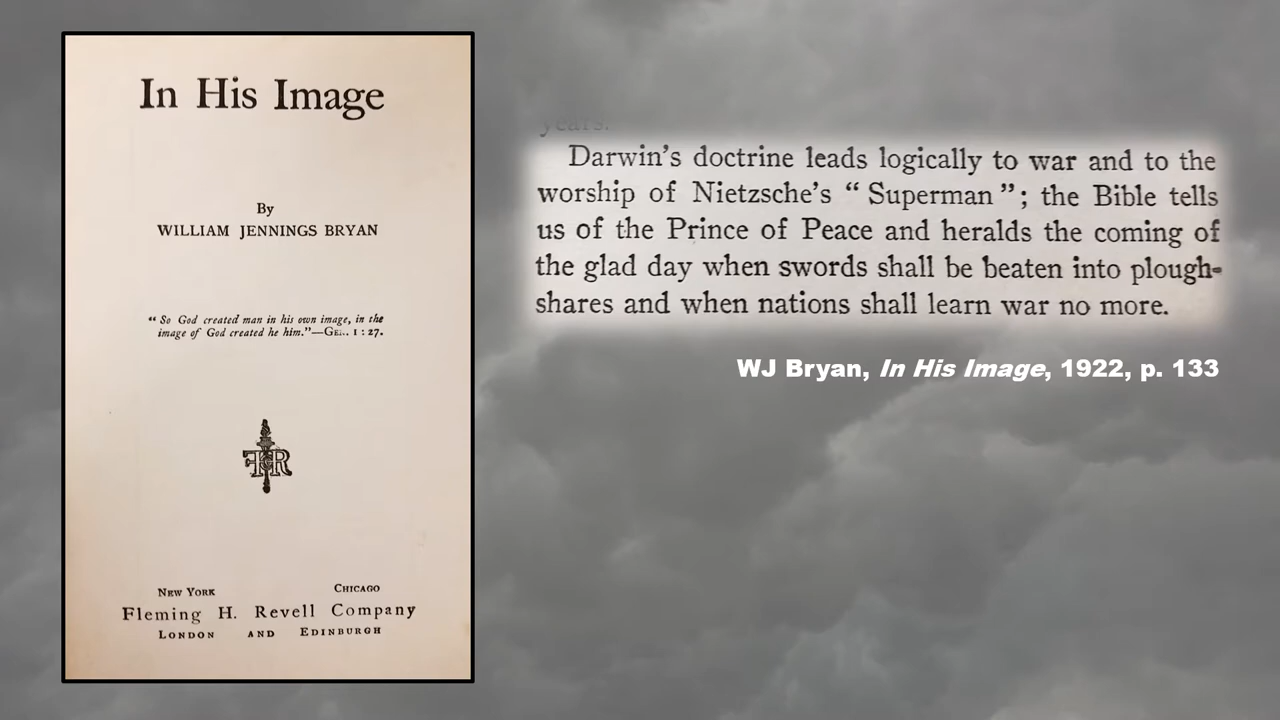 In His Image
By
WILLIAM JENNINGS BRYAN
“ So God created man in his own image, in the
image of God created he him.”—GEN. 1 : 27.
FHR
NEW YORK CHICAGO
Fleming H. Revell Company
LONDON AND EDINBURGH
years.
Darwin’s doctrine leads logically to war and to the
worship of Nietzsche’s “ Superman ”; the Bible tells
us of the Prince of Peace and heralds the coming of
the glad day when swords shall be beaten into plough-
shares and when nations shall learn war no more.
WJ Bryan, In His Image, 1922, p. 133